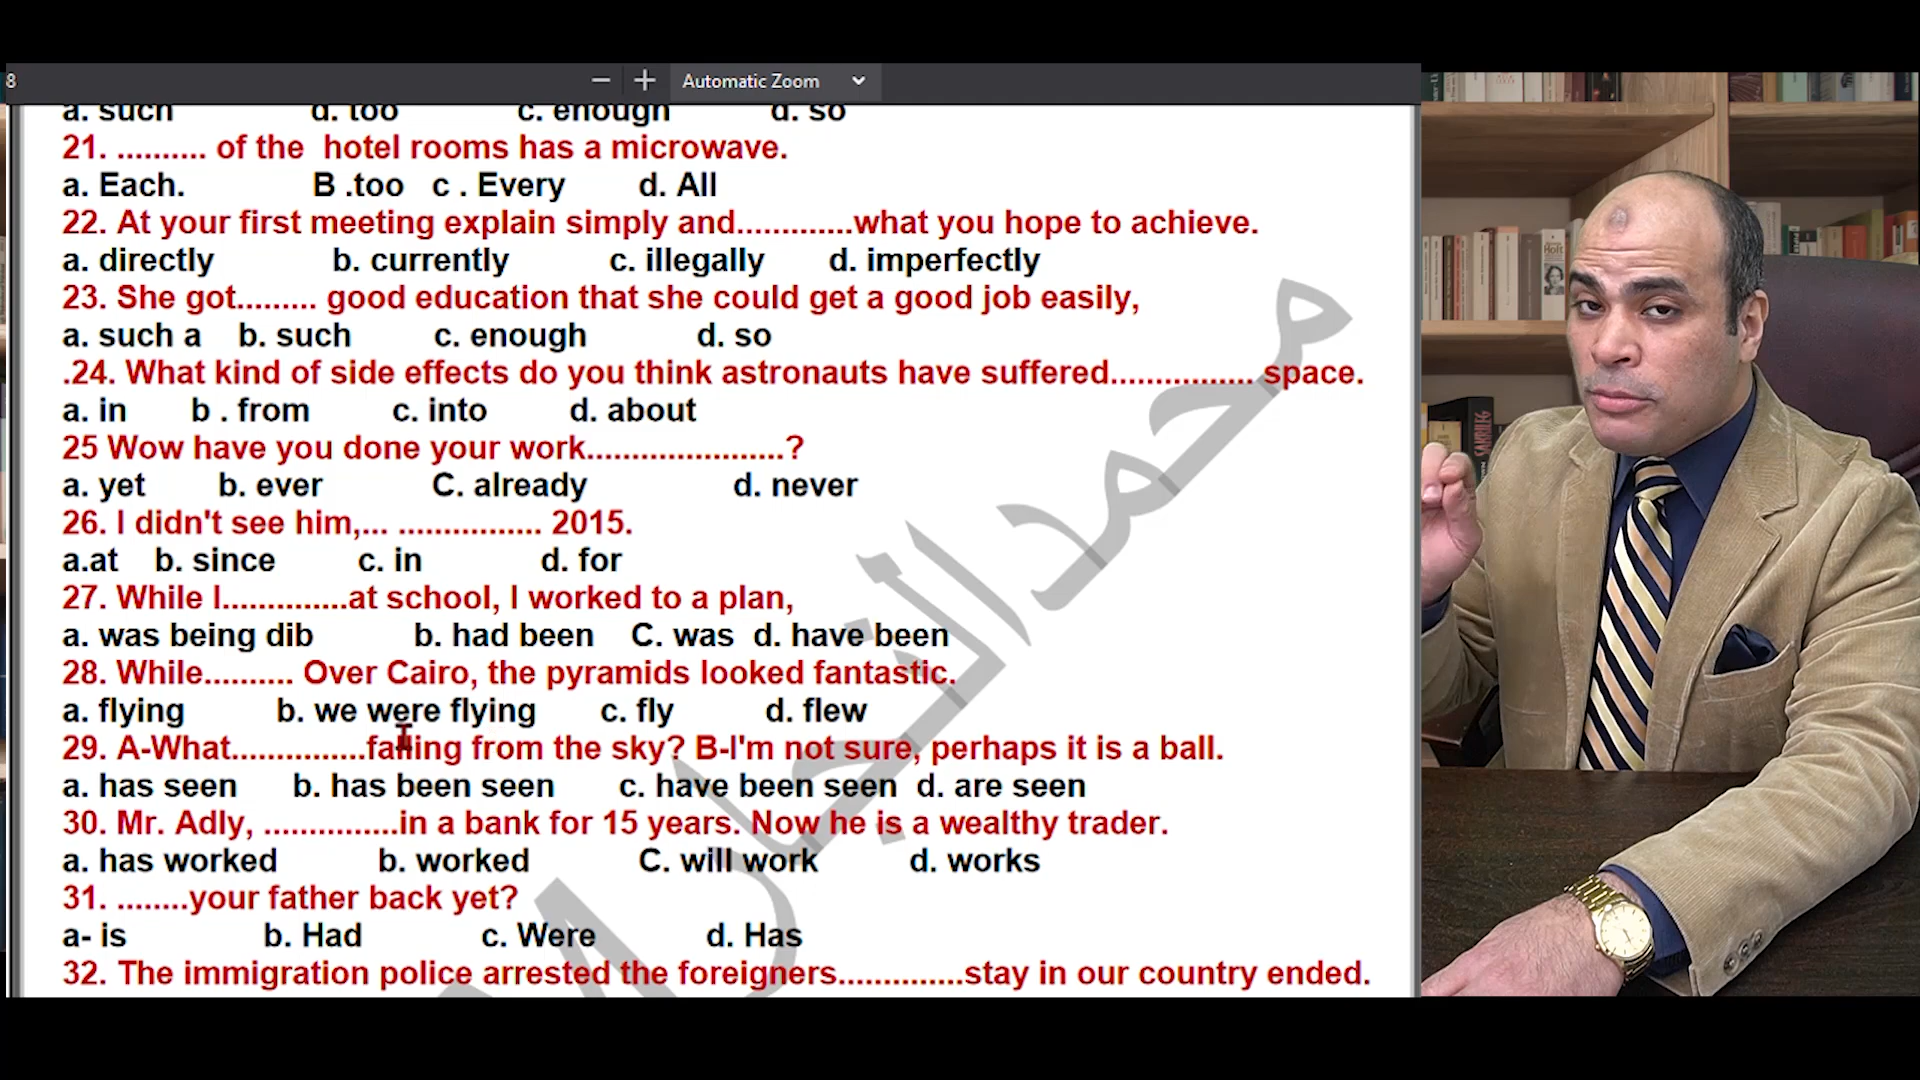 8
Automatic Zoom
a. such d. too c. enough d. so
21. .......... of the hotel rooms has a microwave.
a. Each. B .too c . Every d. All
22. At your first meeting explain simply and.............what you hope to achieve.
a. directly b. currently c. illegally d. imperfectly
23. She got......... good education that she could get a good job easily,
a. such a b. such c. enough d. so
.24. What kind of side effects do you think astronauts have suffered................ space.
a. in b . from c. into d. about
25 Wow have you done your work......................?
a. yet b. ever C. already d. never
26. I didn't see him,... ................ 2015.
a.at b. since c. in d. for
27. While I..............at school, I worked to a plan,
a. was being dib b. had been C. was d. have been
28. While.......... Over Cairo, the pyramids looked fantastic.
a. flying b. we were flying c. fly d. flew
29. A-What...............falling from the sky? B-I'm not sure, perhaps it is a ball.
a. has seen b. has been seen c. have been seen d. are seen
30. Mr. Adly, ...............in a bank for 15 years. Now he is a wealthy trader.
a. has worked b. worked C. will work d. works
31. ........your father back yet?
a- is b. Had c. Were d. Has
32. The immigration police arrested the foreigners..............stay in our country ended.
محمد النجار
M